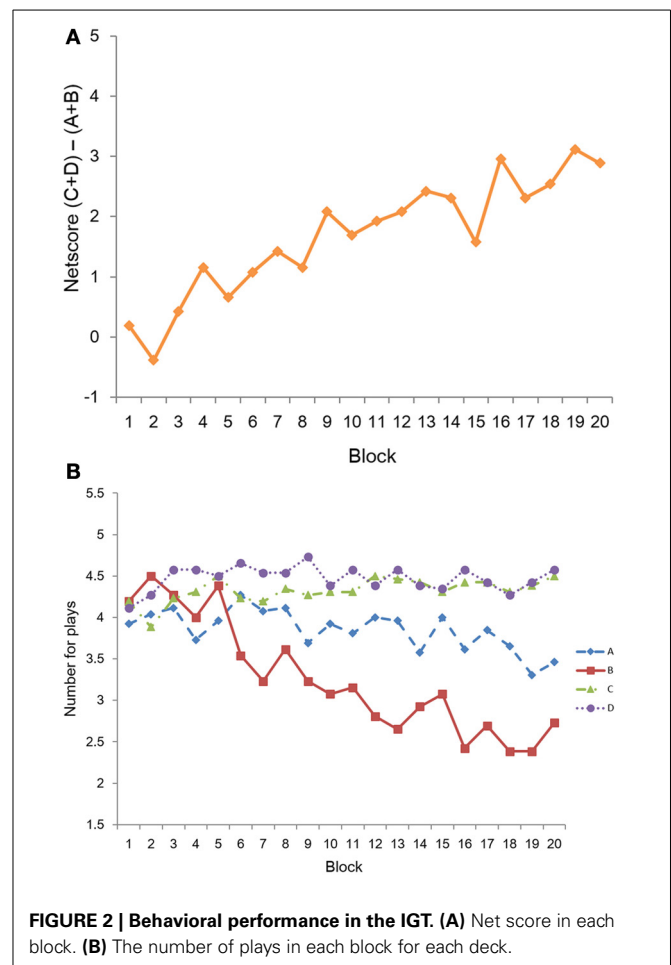 A
Netscore (C+D) – (A+B)
5
4
3
2
1
0
-1
1 2 3 4 5 6 7 8 9 10 11 12 13 14 15 16 17 18 19 20
Block
B
Number for plays
5.5
5
4.5
4
3.5
3
2.5
2
1.5
1 2 3 4 5 6 7 8 9 10 11 12 13 14 15 16 17 18 19 20
Block
A
B
C
D
FIGURE 2 | Behavioral performance in the IGT. (A) Net score in each
block. (B) The number of plays in each block for each deck.